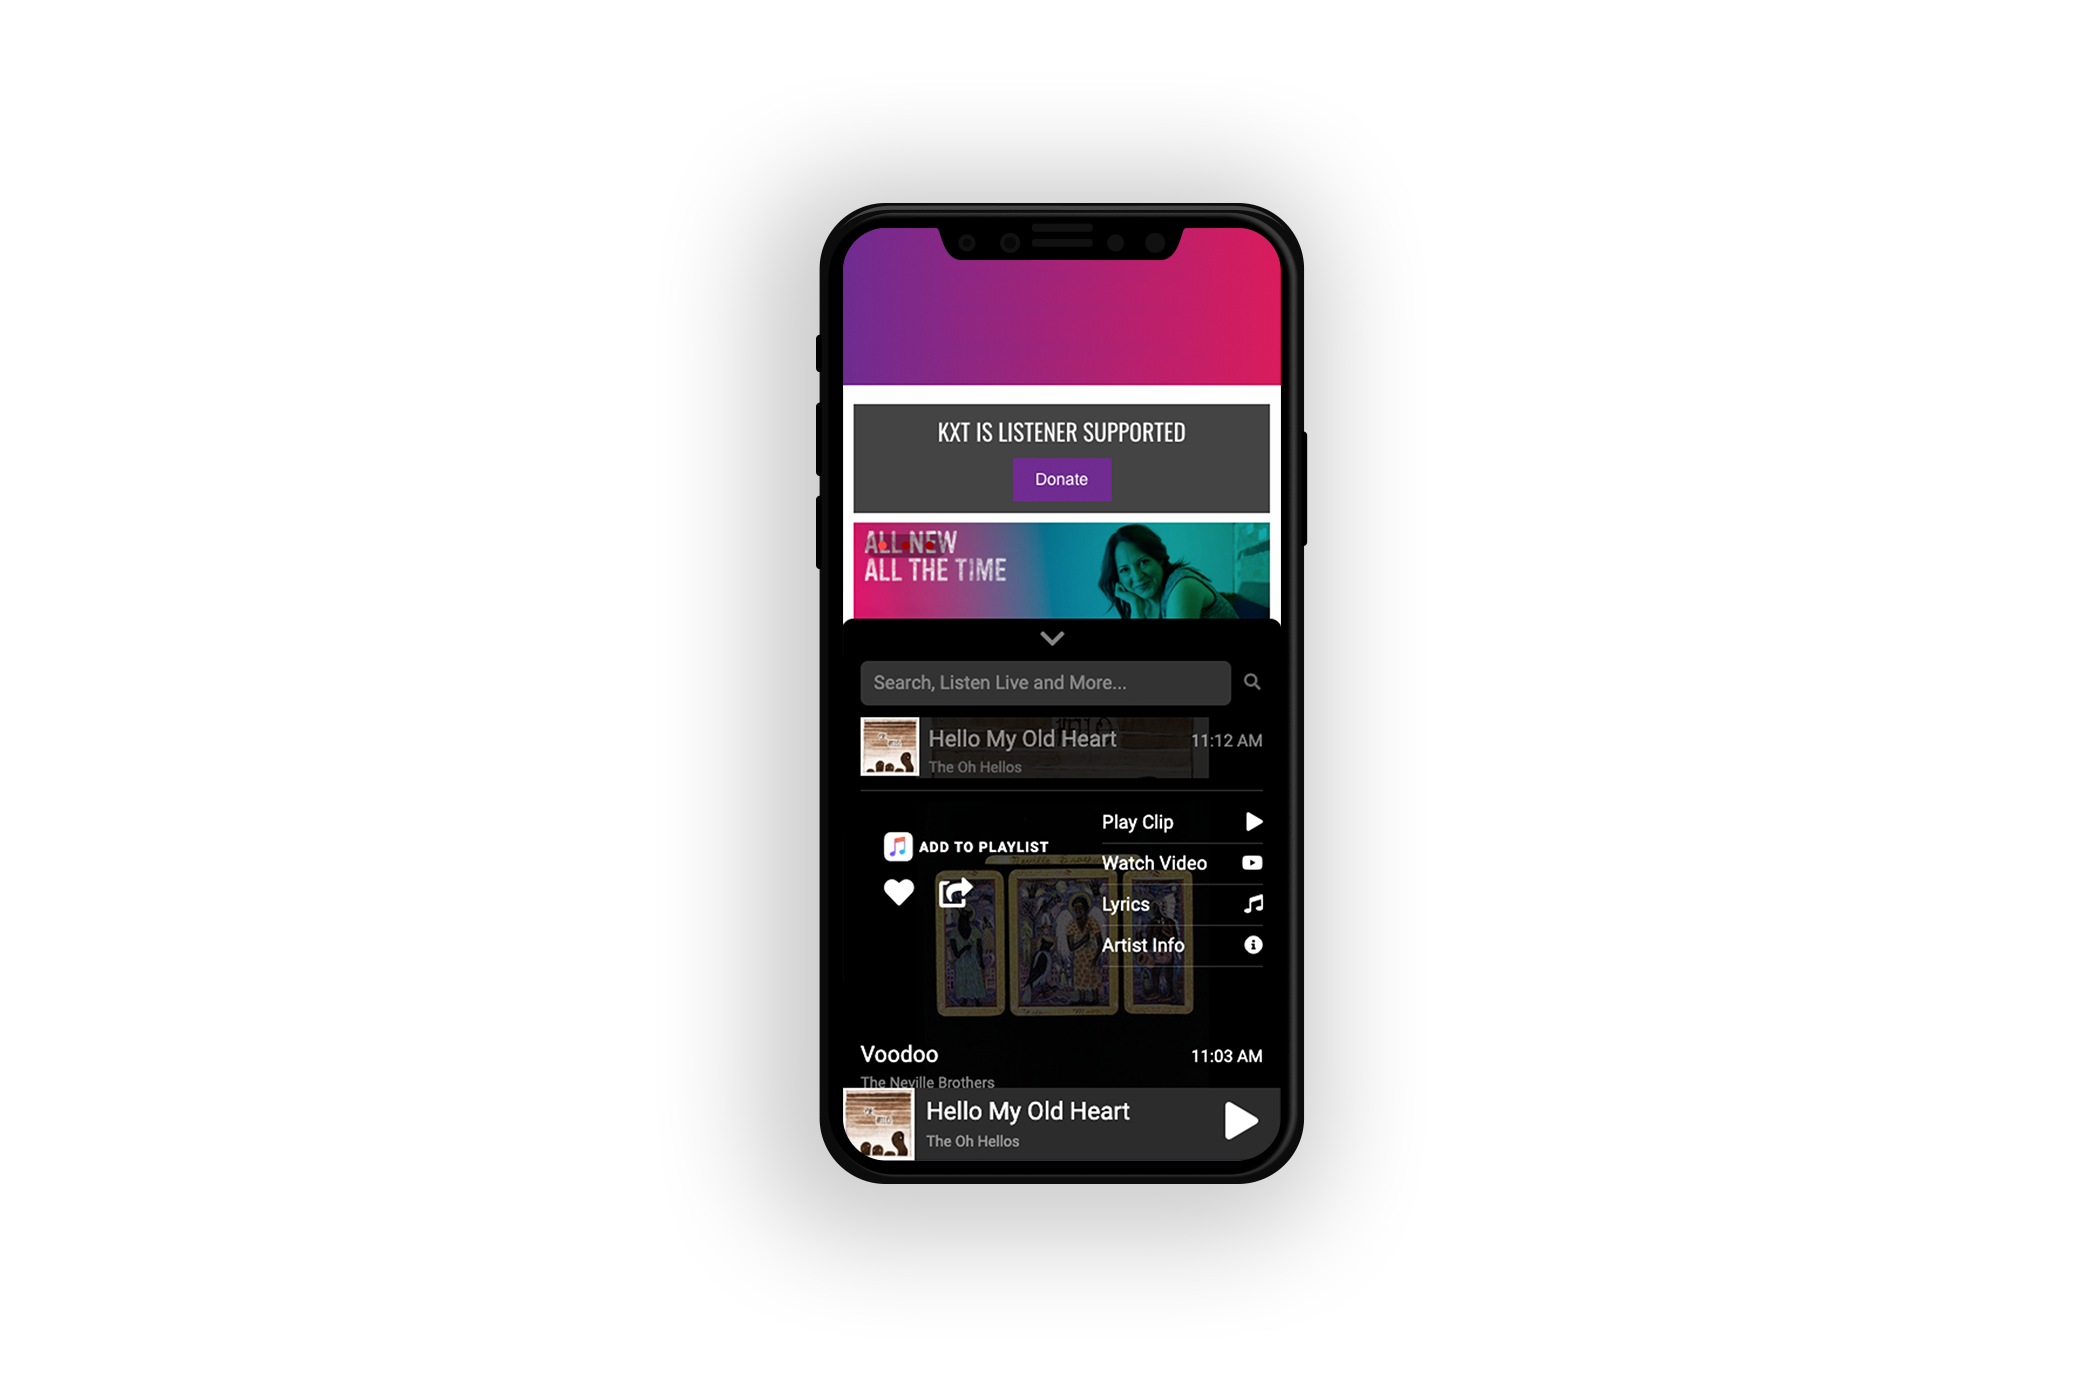 KXT IS LISTENER SUPPORTED
Donate
ALL NEW
ALL THE TIME
Search, Listen Live and More...
Hello My Old Heart
11:12 AM
The Oh Hellos
Play Clip
ADD TO PLAYLIST
Watch Video
Lyrics
Artist Info
Voodoo
11:03 AM
The Neville Brothers
Hello My Old Heart
The Oh Hellos